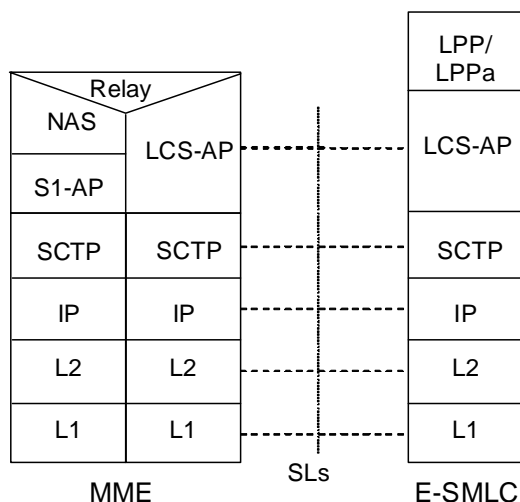 LPP/
LPPa
Relay
NAS
LCS-AP
LCS-AP
S1-AP
SCTP
SCTP
SCTP
IP
IP
IP
L2
L2
L2
L1
L1
L1
SLs
MME
E-SMLC